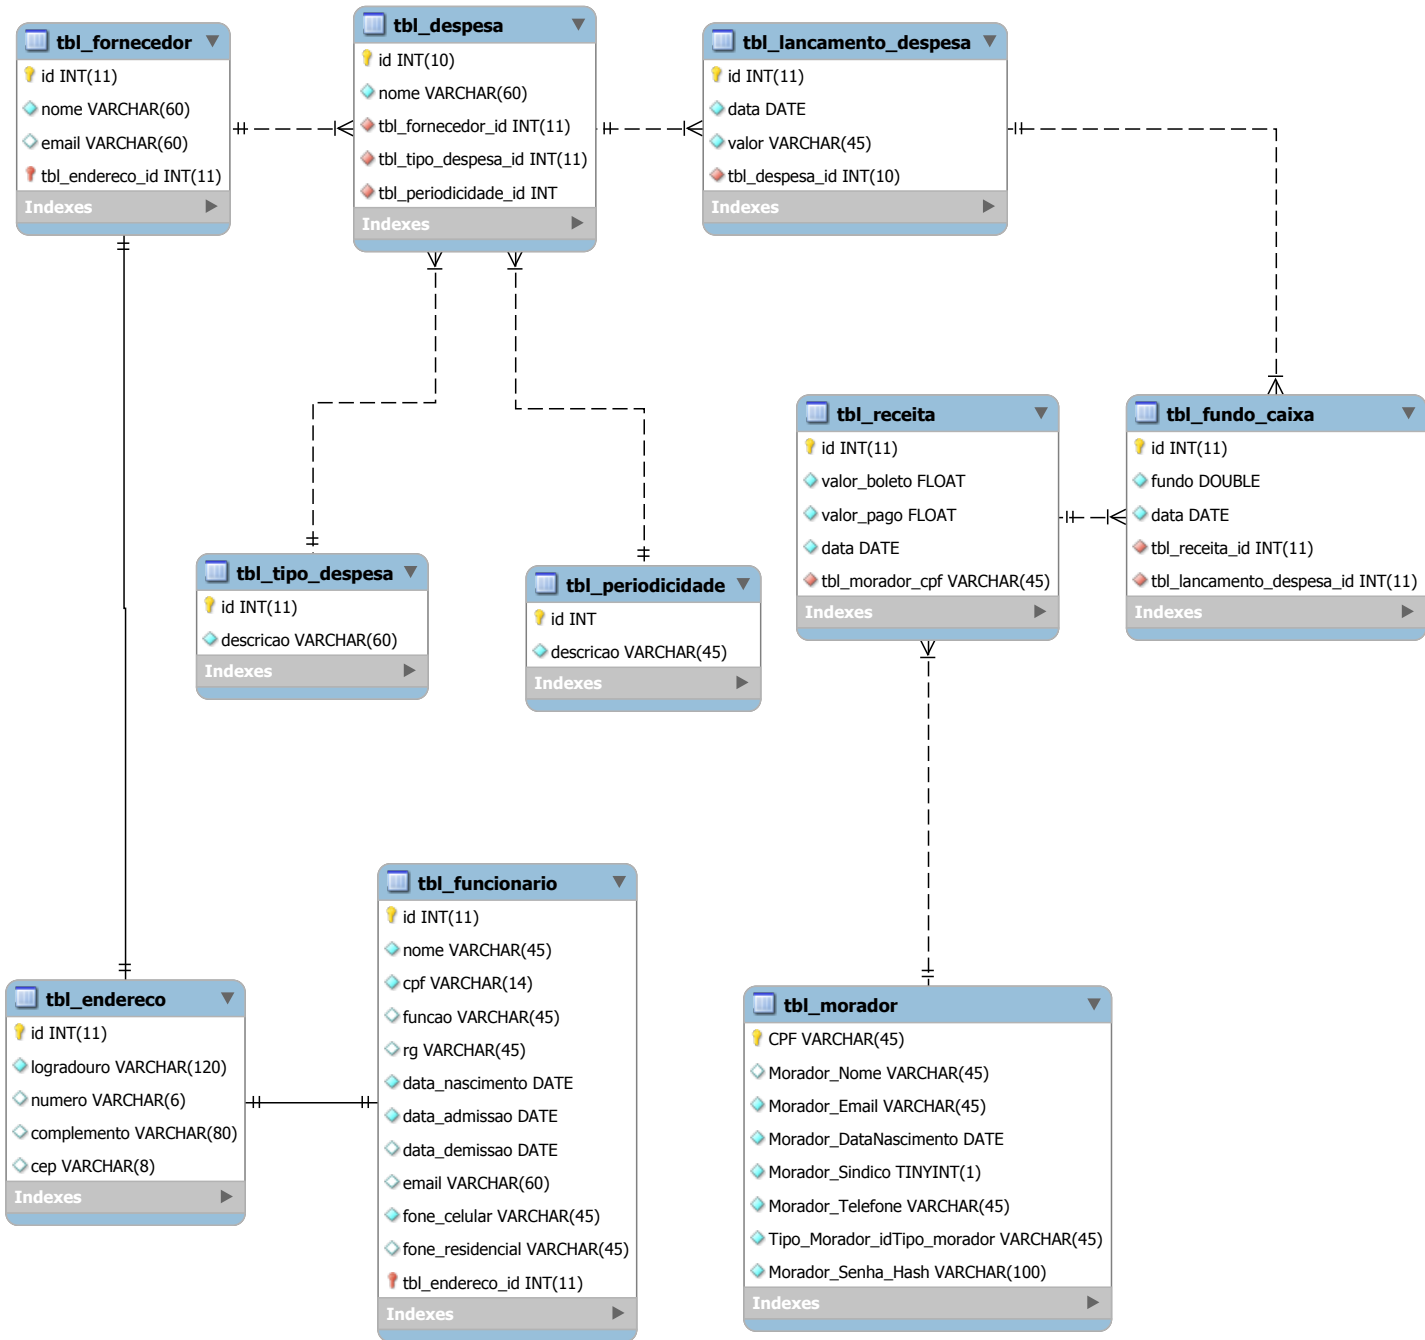 tbl_fornecedor
id INT(11)
nome VARCHAR(60)
email VARCHAR(60)
tbl_endereco_id INT(11)
Indexes
tbl_despesa
id INT(10)
nome VARCHAR(60)
tbl_fornecedor_id INT(11)
tbl_tipo_despesa_id INT(11)
tbl_periodicidade_id INT
Indexes
tbl_lancamento_despesa
id INT(11)
data DATE
valor VARCHAR(45)
tbl_despesa_id INT(10)
Indexes
tbl_receita
id INT(11)
valor_boleto FLOAT
valor_pago FLOAT
data DATE
tbl_morador_cpf VARCHAR(45)
Indexes
tbl_fundo_caixa
id INT(11)
fundo DOUBLE
data DATE
tbl_receita_id INT(11)
tbl_lancamento_despesa_id INT(11)
Indexes
tbl_tipo_despesa
id INT(11)
descricao VARCHAR(60)
Indexes
tbl_periodicidade
id INT
descricao VARCHAR(45)
Indexes
tbl_funcionario
id INT(11)
nome VARCHAR(45)
cpf VARCHAR(14)
funcao VARCHAR(45)
rg VARCHAR(45)
data_nascimento DATE
data_admissao DATE
data_demissao DATE
email VARCHAR(60)
fone_celular VARCHAR(45)
fone_residencial VARCHAR(45)
tbl_endereco_id INT(11)
Indexes
tbl_endereco
id INT(11)
logradouro VARCHAR(120)
numero VARCHAR(6)
complemento VARCHAR(80)
cep VARCHAR(8)
Indexes
tbl_morador
CPF VARCHAR(45)
Morador_Nome VARCHAR(45)
Morador_Email VARCHAR(45)
Morador_DataNascimento DATE
Morador_Sindico TINYINT(1)
Morador_Telefone VARCHAR(45)
Tipo_Morador_idTipo_morador VARCHAR(45)
Morador_Senha_Hash VARCHAR(100)
Indexes